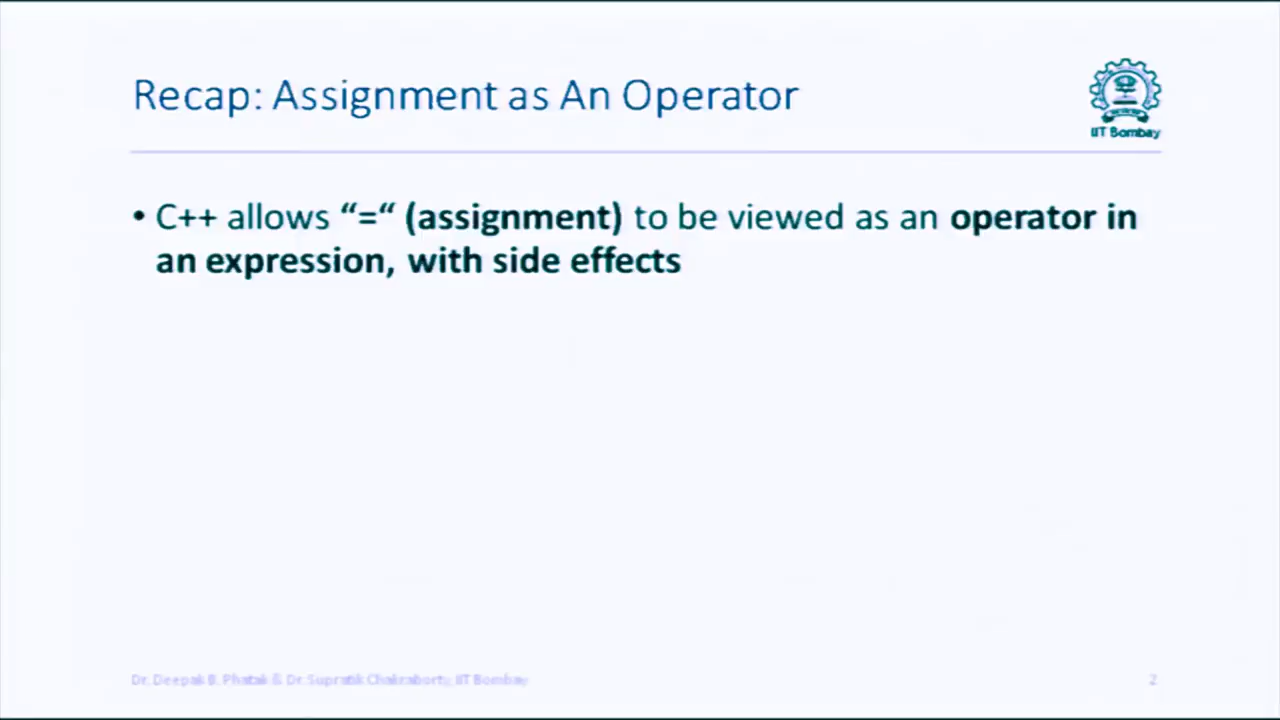 Recap: Assignment as An Operator
IIT Bombay
• C++ allows “=“ (assignment) to be viewed as an operator in
an expression, with side effects
Dr. Deepak B. Phatak & Dr. Supratik Chakraborty, IIT Bombay
2